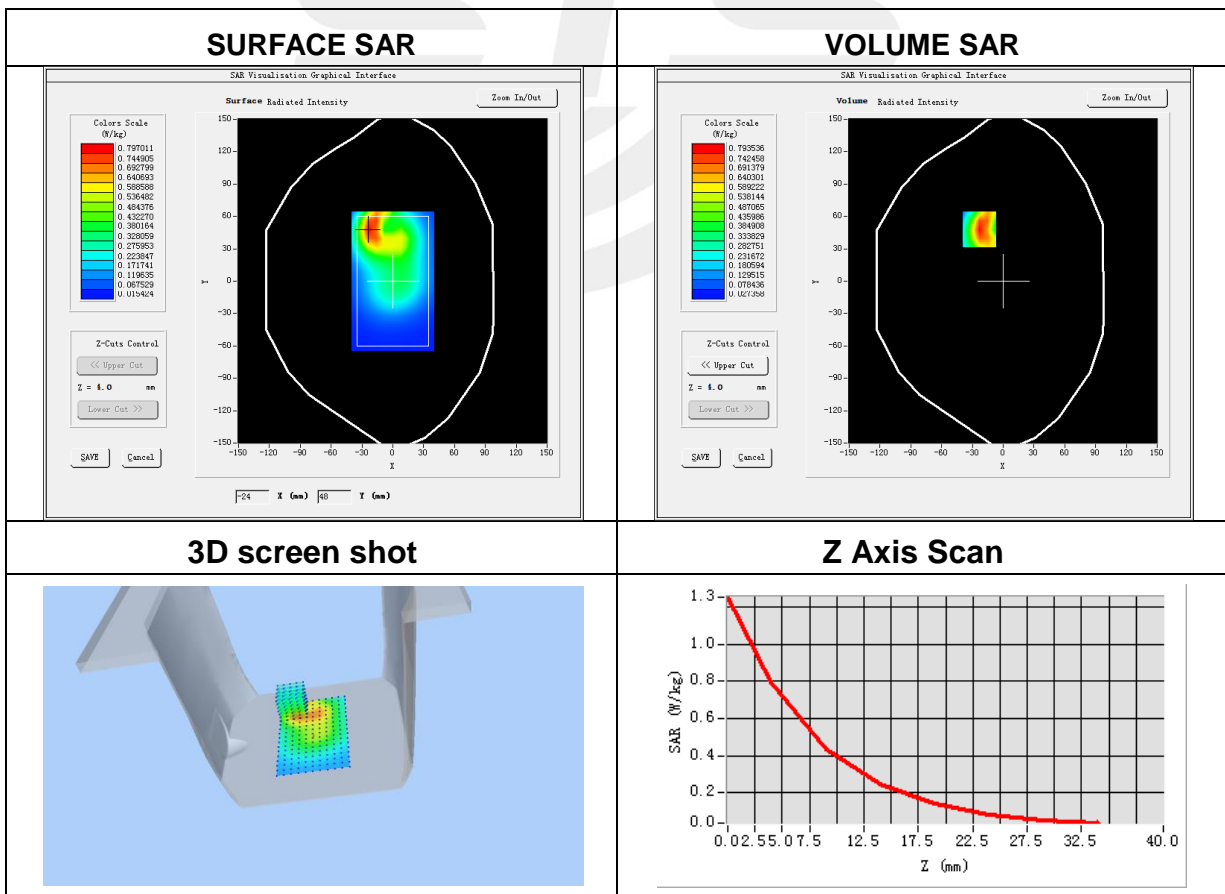 SURFACE SAR
VOLUME SAR
SAR Visualisation Graphical Interface
Surface Radiated Intensity
Zoom In/Out
Colors Scale
(W/kg)
0.797011
0.744905
0.692799
0.640693
0.588588
0.536482
0.484376
0.432270
0.380164
0.328059
0.275953
0.223847
0.171741
0.119635
0.067529
0.015424
Z-Cuts Control
<< Upper Cut
Z = 4.0 mm
Lower Cut >>
SAVE Cancel
150
120
90
60
30
0
-30
-60
-90
-120
-150
Y
-150 -120 -90 -60 -30 0 30 60 90 120 150
X
-24 X (mm) 48 Y (mm)
SAR Visualisation Graphical Interface
Volume Radiated Intensity
Zoom In/Out
Colors Scale
(W/kg)
0.793536
0.742458
0.691379
0.640301
0.589222
0.538144
0.487065
0.435986
0.384908
0.333829
0.282751
0.231672
0.180594
0.129515
0.078436
0.027358
Z-Cuts Control
<< Upper Cut
Z = 4.0 mm
Lower Cut >>
SAVE Cancel
150
120
90
60
30
0
-30
-60
-90
-120
-150
Y
-150 -120 -90 -60 -30 0 30 60 90 120 150
X
3D screen shot
Z Axis Scan
1.3
1.0
0.8
0.6
0.4
0.2
0.0
SAR (W/kg)
0.0 2.5 5.0 7.5 12.5 17.5 22.5 27.5 32.5 40.0
Z (mm)